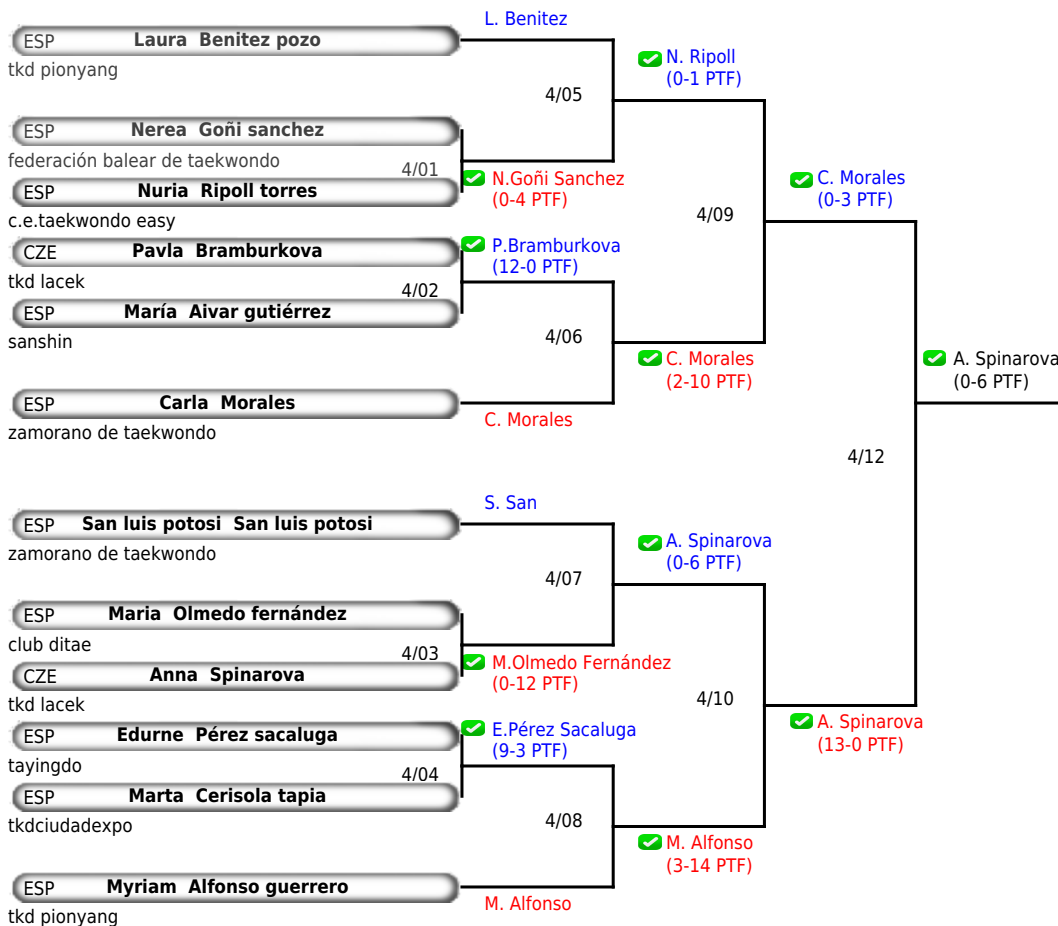 L. Benitez
ESP Laura Benitez pozo
tkd pionyang
N. Ripoll
(0-1 PTF)
4/05
ESP Nerea Goñi sanchez
federación balear de taekwondo
4/01
N.Goñi Sanchez
(0-4 PTF)
C. Morales
(0-3 PTF)
ESP Nuria Ripoll torres
c.e.taekwondo easy
4/09
CZE Pavla Bramburkova
P.Bramburkova
(12-0 PTF)
tkd lacek
4/02
ESP María Aivar gutiérrez
sanshin
4/06
C. Morales
(2-10 PTF)
A. Spinarova
(0-6 PTF)
ESP Carla Morales
C. Morales
zamorano de taekwondo
4/12
S. San
ESP San luis potosi San luis potosi
zamorano de taekwondo
A. Spinarova
(0-6 PTF)
4/07
ESP Maria Olmedo fernández
club ditae
4/03
M.Olmedo Fernández
(0-12 PTF)
CZE Anna Spinarova
tkd lacek
4/10
A. Spinarova
(13-0 PTF)
ESP Edurne Pérez sacaluga
E.Pérez Sacaluga
(9-3 PTF)
tayingdo
4/04
ESP Marta Cerisola tapia
tkdciudadexpo
4/08
M. Alfonso
(3-14 PTF)
ESP Myriam Alfonso guerrero
M. Alfonso
tkd pionyang